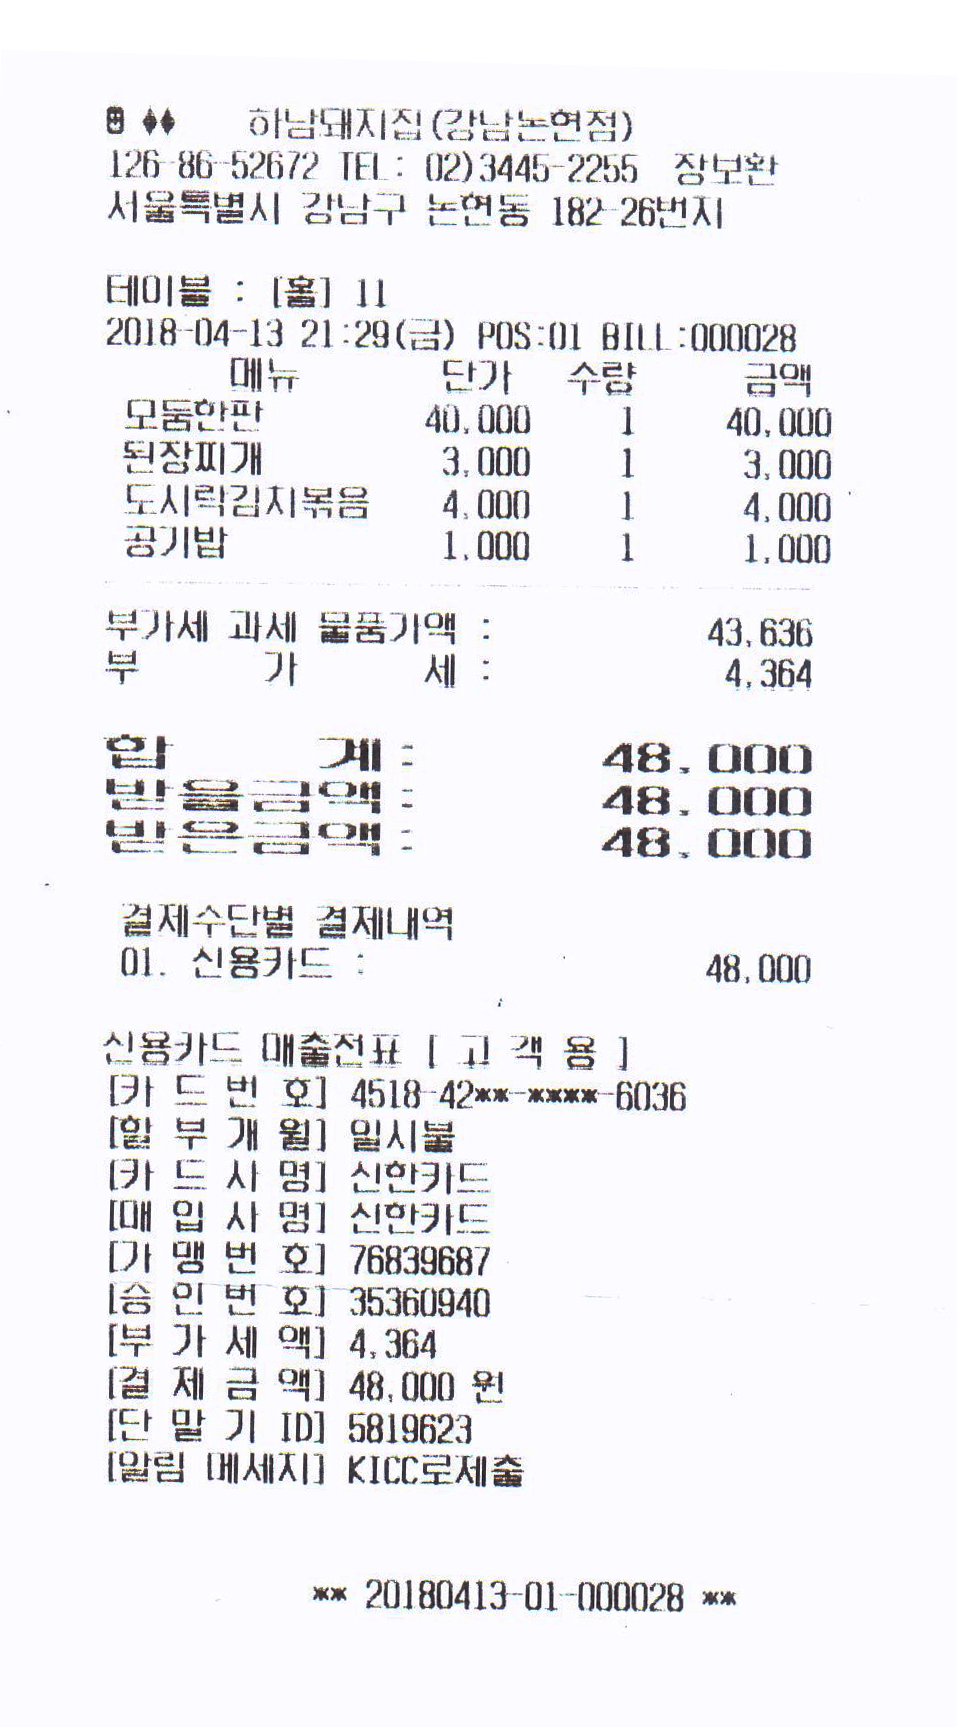 하남돼지집(강남논현점)
126-86-52672 TEL: 02)3445-2255 장보환
서울특별시 강남구 논현동 182-26번지
테이블 : [홀] 11
2018-04-13 21:29(금) POS:01 BILL:000028
메뉴 단가 수량 금액
모둠한판 40,000 1 40,000
된장찌개 3,000 1 3,000
도시락김치볶음 4,000 1 4,000
공기밥 1,000 1 1,000
부가세 과세 물품가액 : 43,636
부 가 세 : 4,364
합 계 : 48,000
받을금액 : 48,000
받은금액 : 48,000
결제수단별 결제내역
01. 신용카드 : 48,000
신용카드 매출전표 [ 고 객 용 ]
[카 드 번 호] 4518-42**-****-6036
[할 부 개 월] 일시불
[카 드 사 명] 신한카드
[매 입 사 명] 신한카드
[가 맹 번 호] 76839687
[승 인 번 호] 35360940
[부 가 세 액] 4,364
[결 제 금 액] 48,000 원
[단 말 기 ID] 5819623
[알림 메세지] KICC로제출
** 20180413-01-000028 **